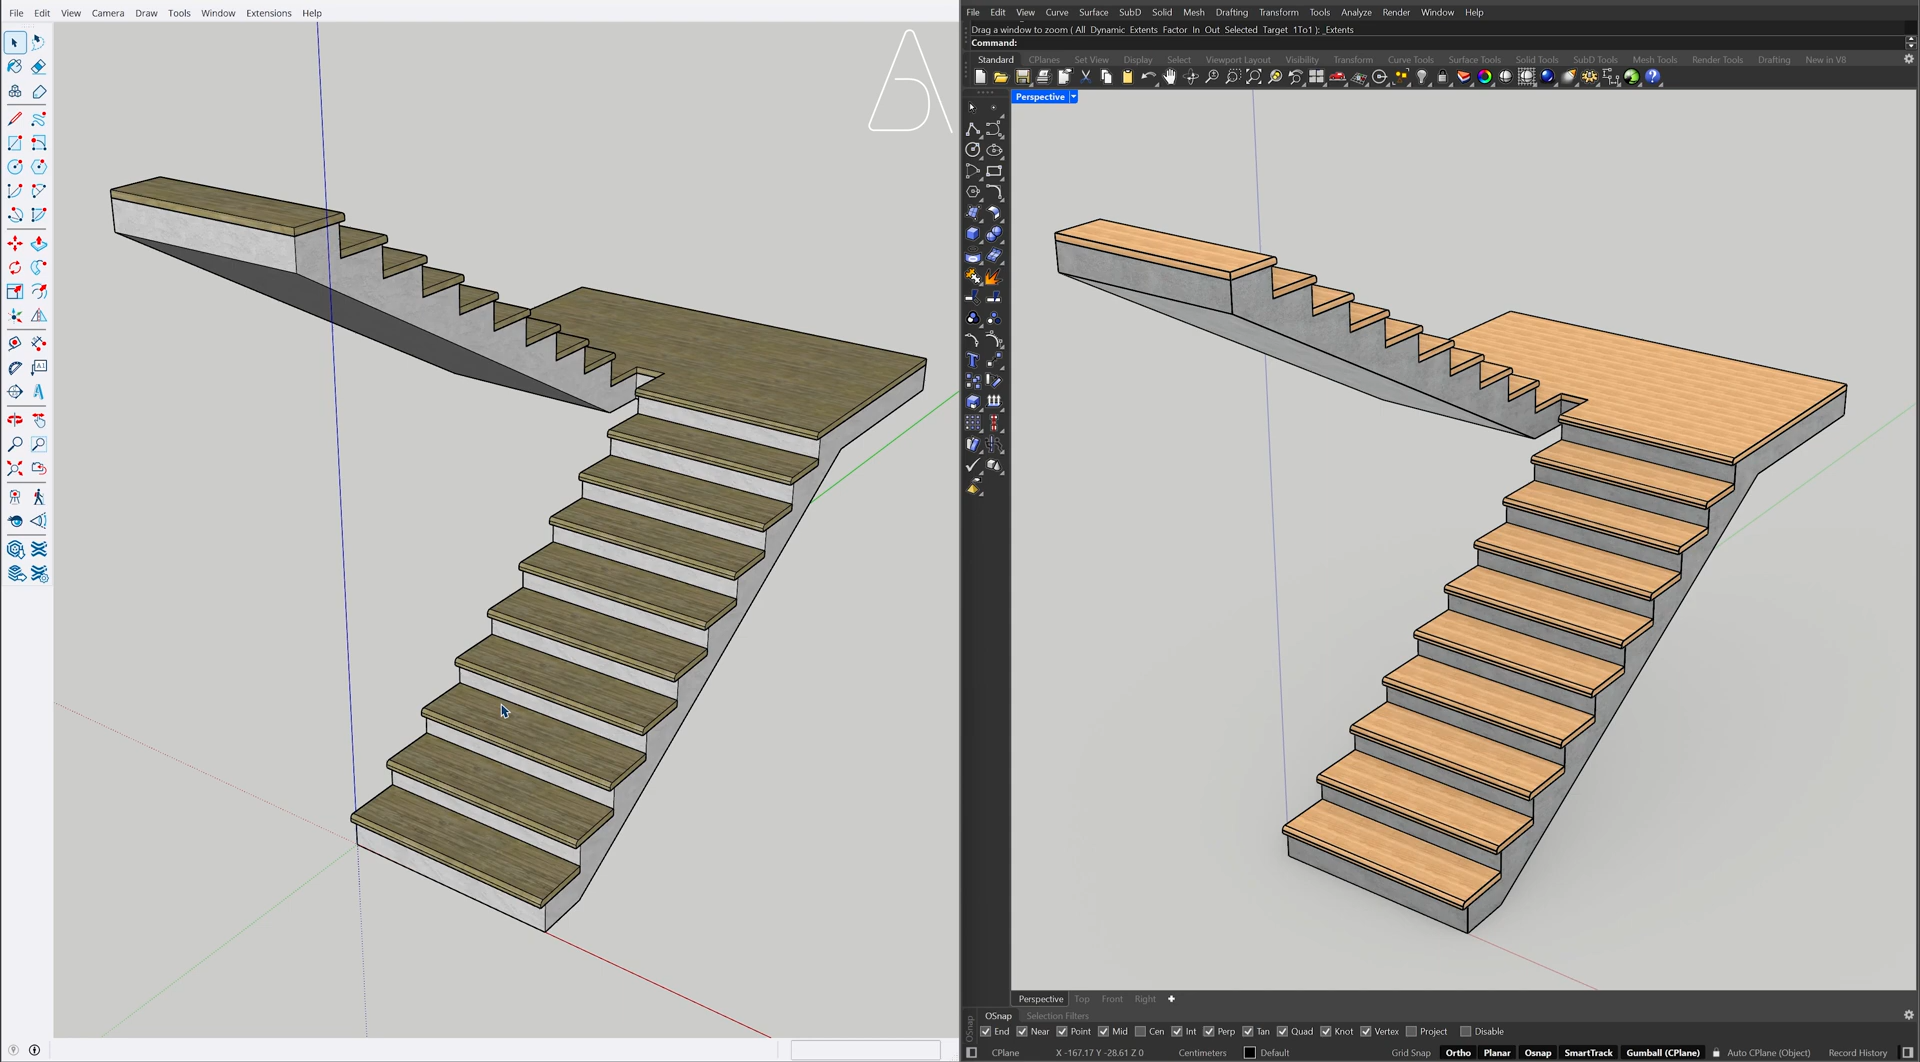 File Edit View Camera Draw Tools Window Extensions Help
File Edit View Curve Surface SubD Solid Mesh Drafting Transform Tools Analyze Render Window Help
Drag a window to zoom ( All Dynamic Extents Factor In Out Selected Target 1To1 ): _Extents
Command:
Standard CPlanes Set View Display Select Viewport Layout Visibility Transform Curve Tools Surface Tools Solid Tools SubD Tools Mesh Tools Render Tools Drafting New in V8
Perspective
Perspective Top Front Right
OSnap Selection Filters
OSnap
End Near Point Mid Cen Int Perp Tan Quad Knot Vertex Project Disable
CPlane X -167.17 Y -28.61 Z 0 Centimeters Default Grid Snap Ortho Planar Osnap SmartTrack Gumball (CPlane) Auto CPlane (Object) Record History